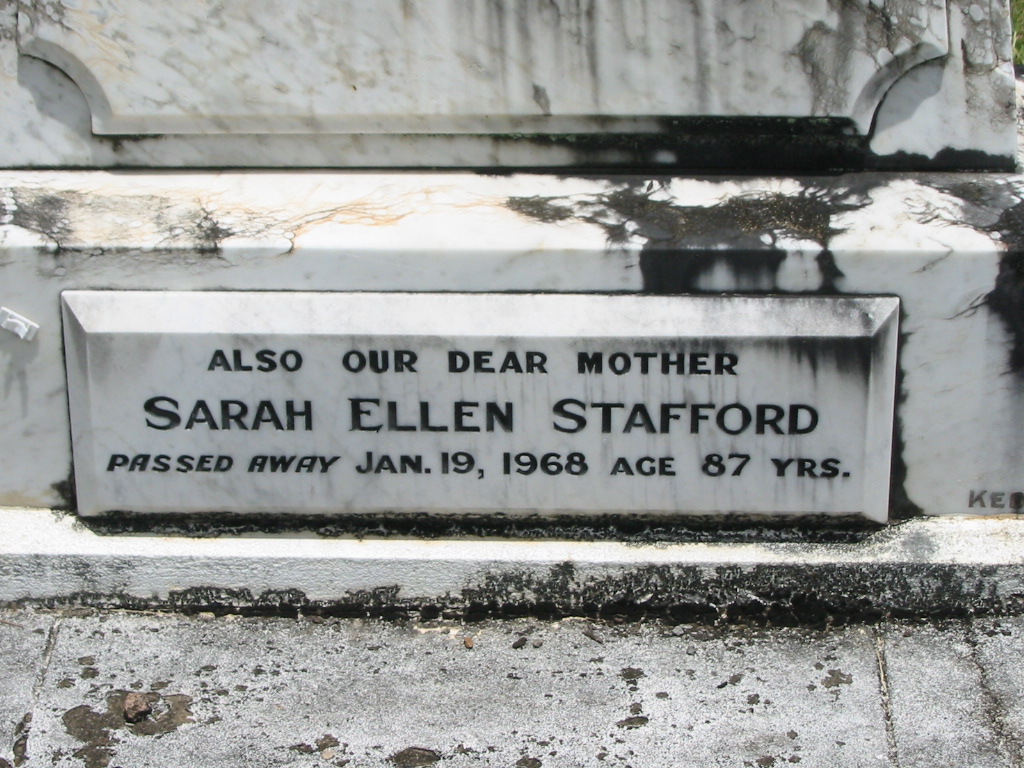 ALSO OUR DEAR MOTHER
SARAH ELLEN STAFFORD
PASSED AWAY JAN. 19, 1968 AGE 87 YRS.